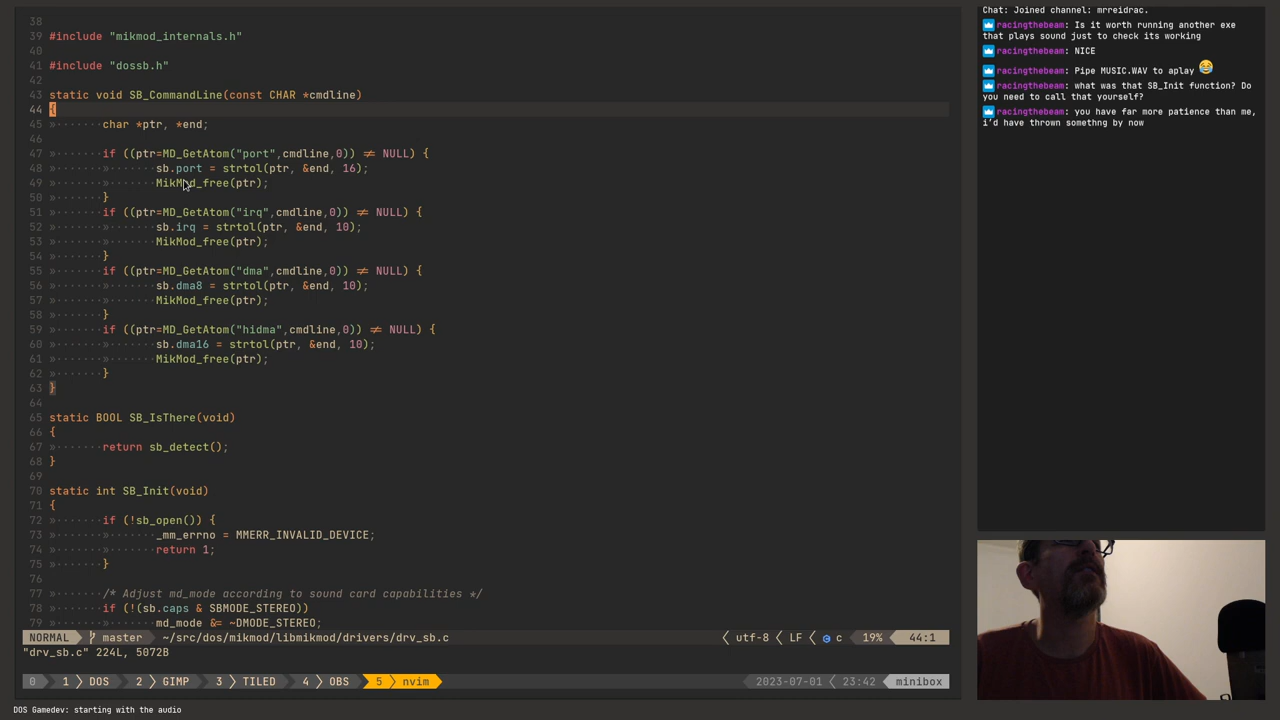 38
39 #include "mikmod_internals.h"
40
41 #include "dossb.h"
42
43 static void SB_CommandLine(const CHAR *cmdline)
44 {
45 »·······char *ptr, *end;
46
47 »·······if ((ptr=MD_GetAtom("port",cmdline,0)) ≠ NULL) {
48 »·······»·······sb.port = strtol(ptr, &end, 16);
49 »·······»·······MikMod_free(ptr);
50 »·······}
51 »·······if ((ptr=MD_GetAtom("irq",cmdline,0)) ≠ NULL) {
52 »·······»·······sb.irq = strtol(ptr, &end, 10);
53 »·······»·······MikMod_free(ptr);
54 »·······}
55 »·······if ((ptr=MD_GetAtom("dma",cmdline,0)) ≠ NULL) {
56 »·······»·······sb.dma8 = strtol(ptr, &end, 10);
57 »·······»·······MikMod_free(ptr);
58 »·······}
59 »·······if ((ptr=MD_GetAtom("hidma",cmdline,0)) ≠ NULL) {
60 »·······»·······sb.dma16 = strtol(ptr, &end, 10);
61 »·······»·······MikMod_free(ptr);
62 »·······}
63 }
64
65 static BOOL SB_IsThere(void)
66 {
67 »·······return sb_detect();
68 }
69
70 static int SB_Init(void)
71 {
72 »·······if (!sb_open()) {
73 »·······»·······_mm_errno = MMERR_INVALID_DEVICE;
74 »·······»·······return 1;
75 »·······}
76
77 »·······/* Adjust md_mode according to sound card capabilities */
78 »·······if (!(sb.caps & SBMODE_STEREO))
79 »·······»·······md_mode &= ~DMODE_STEREO;
NORMAL master ~/src/dos/mikmod/libmikmod/drivers/drv_sb.c utf-8 LF c 19% 44:1
"drv_sb.c" 224L, 5072B
0 1 DOS 2 GIMP 3 TILED 4 OBS 5 nvim 2023-07-01 23:42 minibox
DOS Gamedev: starting with the audio
Chat: Joined channel: mrreidrac.
racingthebeam: Is it worth running another exe
that plays sound just to check its working
racingthebeam: NICE
racingthebeam: Pipe MUSIC.WAV to aplay 😂
racingthebeam: what was that SB_Init function? Do
you need to call that yourself?
racingthebeam: you have far more patience than me,
i'd have thrown somethng by now